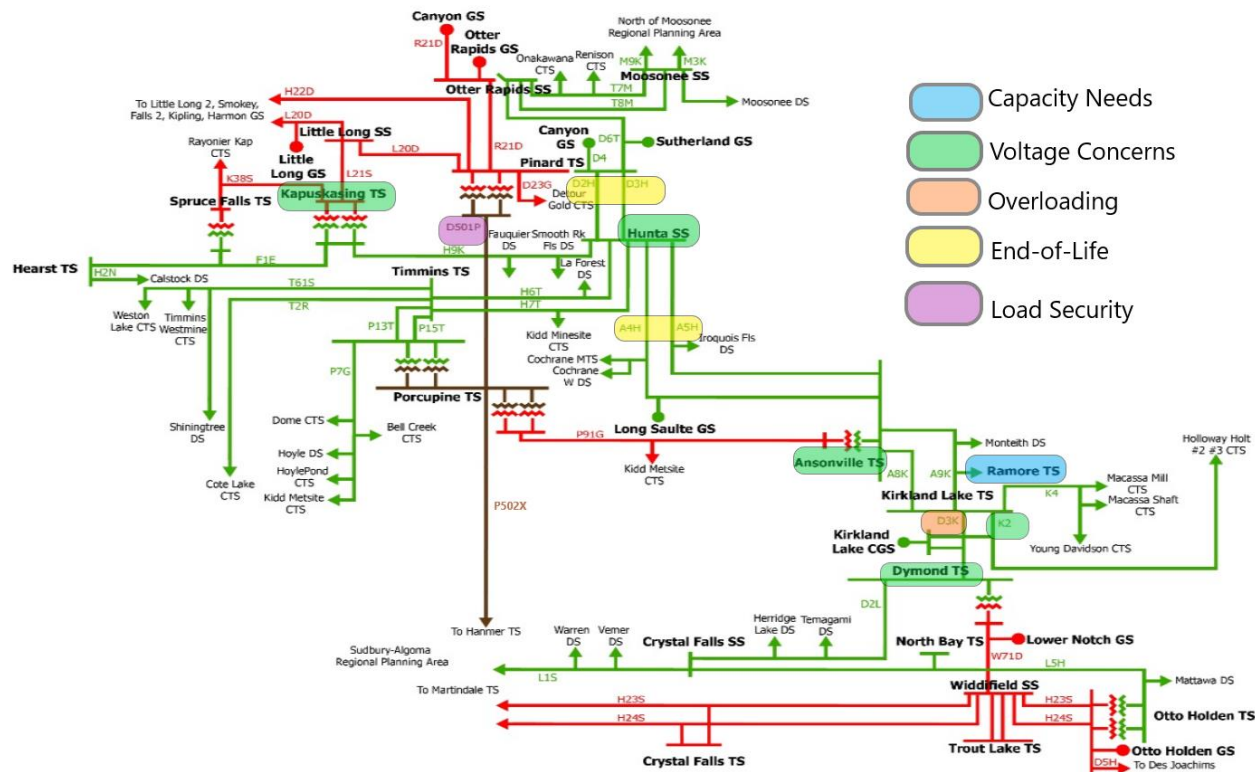 Canyon GS
R21D
Otter
Rapids GS
Otter Rapids SS
Onakawana
CTS
Renison
CTS
North of Moosonee
Regional Planning Area
M9K
M3K
Moosonee SS
T7M
T8M
Moosonee DS
Capacity Needs
Voltage Concerns
Overloading
End-of-Life
Load Security
H22D
To Little Long 2, Smokey,
Falls 2, Kipling, Harmon GS
L20D
Little Long SS
Rayonier Kap
CTS
Little
Long GS
L20D
L21S
R21D
Pinard TS
Canyon
GS
D4
D6T
Sutherland GS
K38S
Kapuskasing TS
Spruce Falls TS
D23G
Detour
Gold CTS
D2H
D3H
D501P
Fauquier
DS
Smooth Rk
Fls DS
Hunta SS
H9K
La Forest
DS
Hearst TS
F1E
H2N
Calstock DS
Timmins TS
T61S
T2R
H6T
H7T
Weston
Lake CTS
Timmins
Westmine
CTS
P13T
P15T
Kidd Minesite
CTS
A4H
A5H
Iroquois Fls
DS
Cochrane MTS
Cochrane
W DS
P7G
Porcupine TS
Shiningtree
DS
Dome CTS
Bell Creek
CTS
Hoyle DS
HoylePond
CTS
Kidd Metsite
CTS
Cote Lake
CTS
Long Saulte GS
P91G
Kidd Metsite
CTS
Ansonville TS
Monteith DS
A8K
A9K
Ramore TS
Holloway Holt
#2 #3 CTS
Kirkland Lake TS
K4
Macassa Mill
CTS
Macassa Shaft
CTS
P502X
D3K
K2
Kirkland
Lake CGS
Young Davidson CTS
Dymond TS
D2L
To Hanmer TS
Sudbury-Algoma
Regional Planning Area
Warren
DS
Verner
DS
Crystal Falls SS
Herridge
Lake DS
Temagami
DS
North Bay TS
Lower Notch GS
W71D
L1S
L5H
Mattawa DS
To Martindale TS
Widdifield SS
H23S
H23S
H24S
H24S
Otto Holden TS
Crystal Falls TS
Trout Lake TS
Otto Holden GS
D5H
To Des Joachims